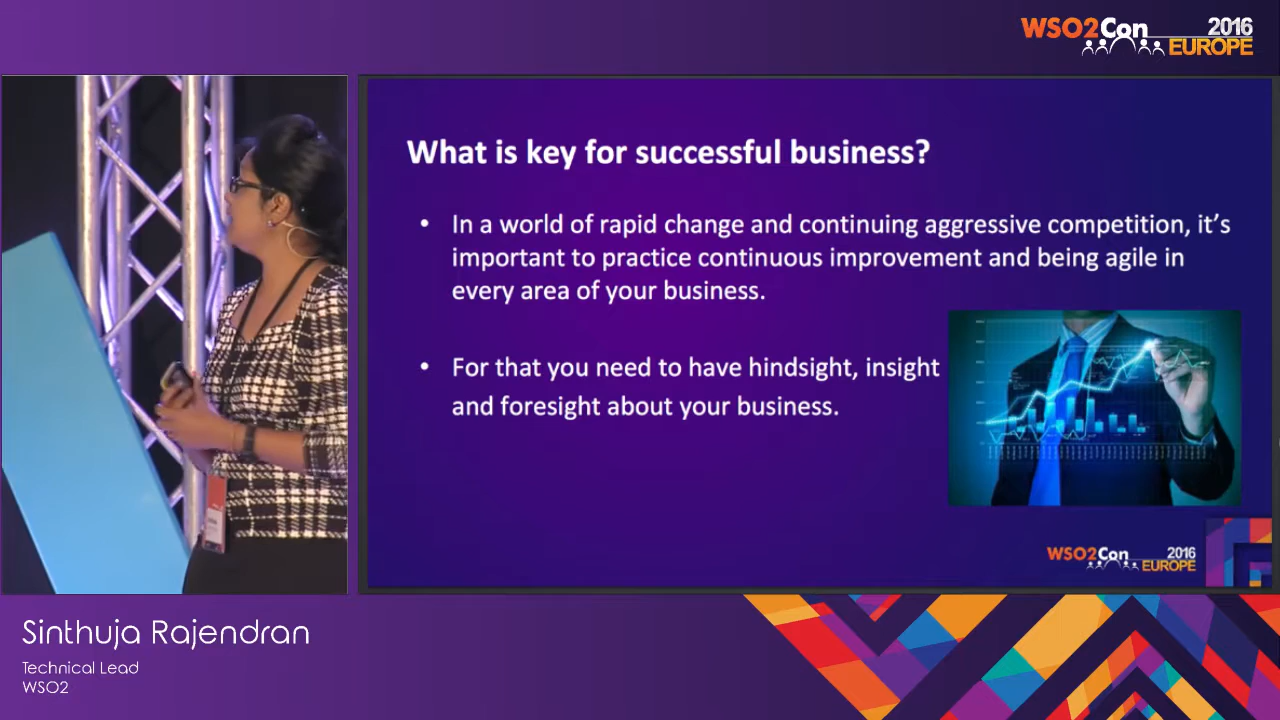 WSO2Con 2016
EUROPE
What is key for successful business?
• In a world of rapid change and continuing aggressive competition, it's
important to practice continuous improvement and being agile in
every area of your business.
• For that you need to have hindsight, insight
and foresight about your business.
WSO2Con 2016
EUROPE
Sinthuja Rajendran
Technical Lead
WSO2